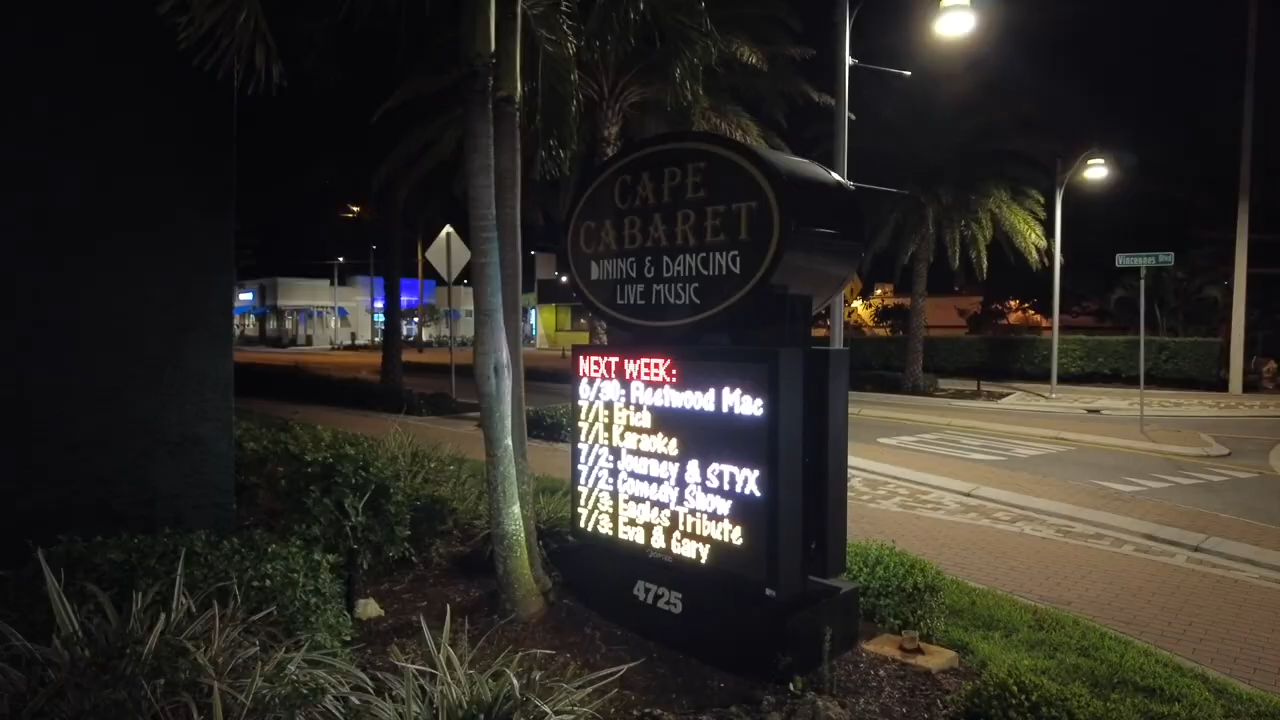 CAPE
CABARET
DINING & DANCING
LIVE MUSIC
Vincennes Blvd
NEXT WEEK:
6/30: Fleetwood Mac
7/1: Erich
7/1: Karaoke
7/2: Journey & STYX
7/2: Comedy Show
7/3: Eagles Tribute
7/3: Eva & Gary
4725